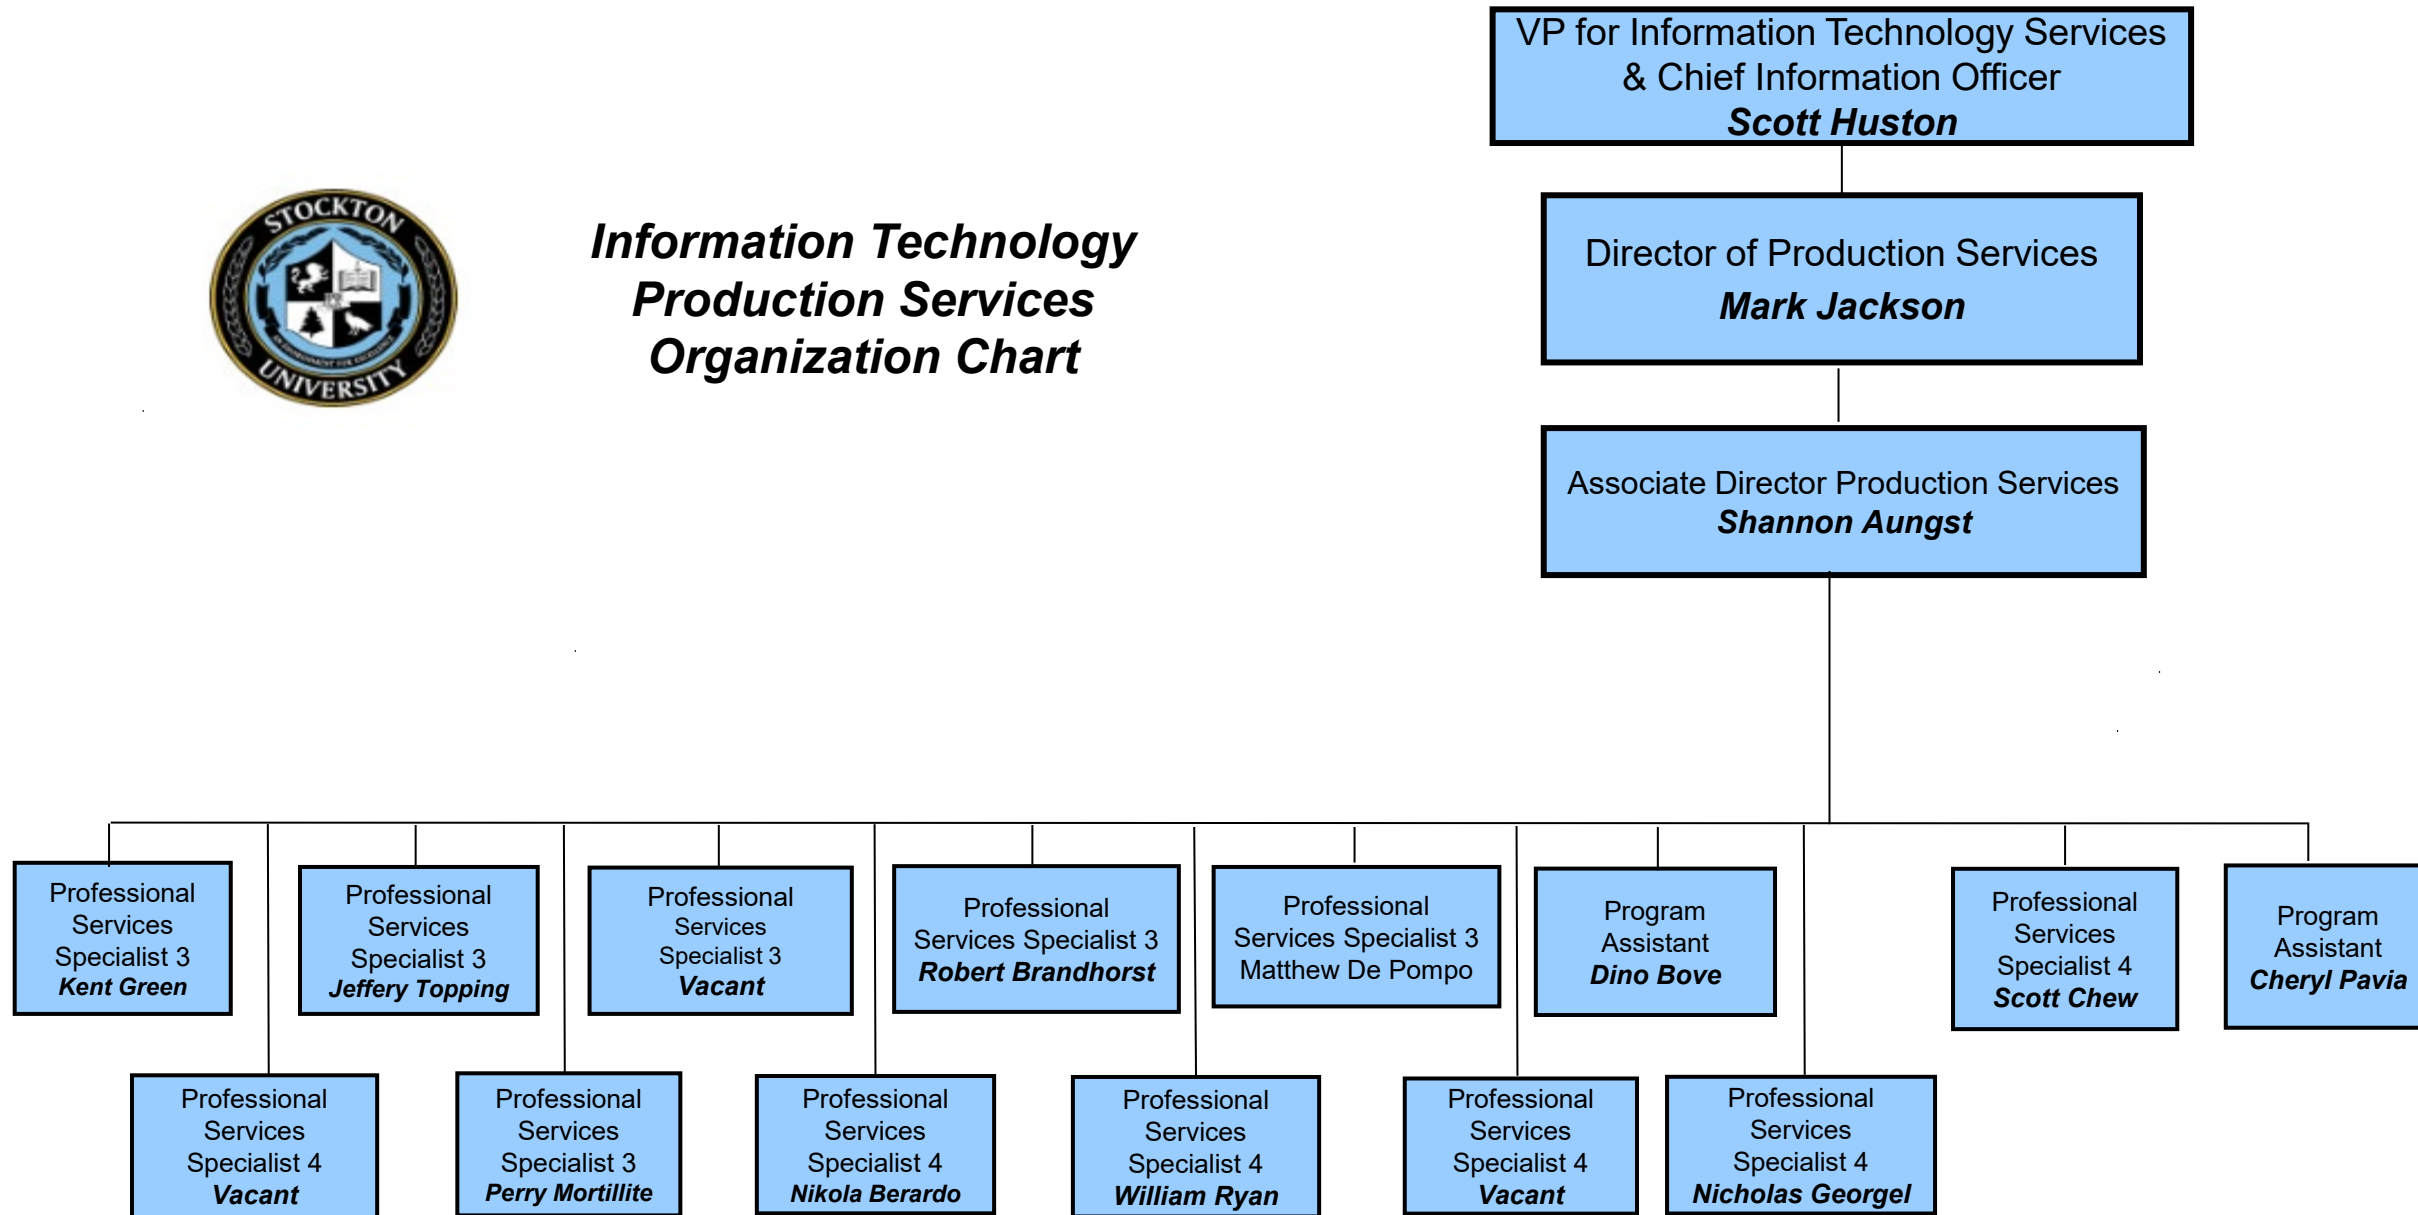 VP for Information Technology Services
& Chief Information Officer
Scott Huston
STOCKTON
UNIVERSITY
AN ENVIRONMENT FOR EXCELLENCE
Information Technology
Production Services
Organization Chart
Director of Production Services
Mark Jackson
Associate Director Production Services
Shannon Aungst
Professional
Services
Specialist 3
Kent Green
Professional
Services
Specialist 3
Jeffery Topping
Professional
Services
Specialist 3
Vacant
Professional
Services Specialist 3
Robert Brandhorst
Professional
Services Specialist 3
Matthew De Pompo
Program
Assistant
Dino Bove
Professional
Services
Specialist 4
Scott Chew
Program
Assistant
Cheryl Pavia
Professional
Services
Specialist 4
Vacant
Professional
Services
Specialist 3
Perry Mortillite
Professional
Services
Specialist 4
Nikola Berardo
Professional
Services
Specialist 4
William Ryan
Professional
Services
Specialist 4
Vacant
Professional
Services
Specialist 4
Nicholas Georgel